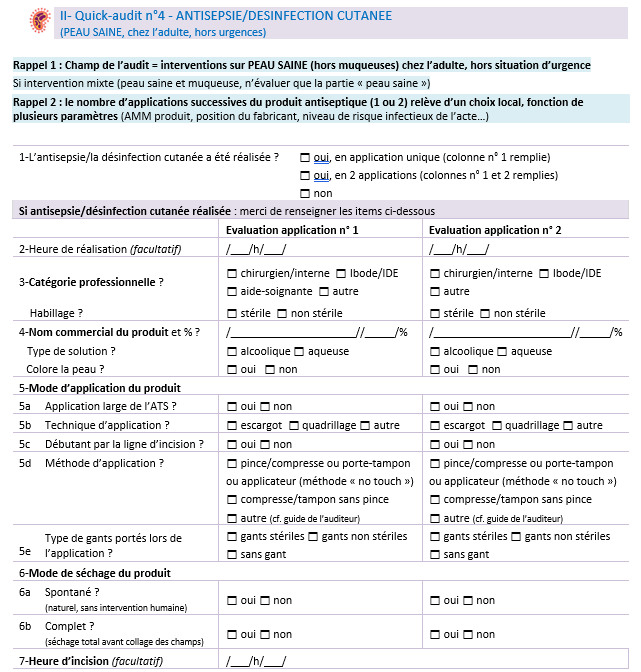 II- Quick-audit n°4 - ANTISEPSIE/DESINFECTION CUTANEE
(PEAU SAINE, chez l'adulte, hors urgences)
Rappel 1 : Champ de l'audit = interventions sur PEAU SAINE (hors muqueuses) chez l'adulte, hors situation d'urgence
Si intervention mixte (peau saine et muqueuse, n'évaluer que la partie « peau saine »)
Rappel 2 : le nombre d'applications successives du produit antiseptique (1 ou 2) relève d'un choix local, fonction de
plusieurs paramètres (AMM produit, position du fabricant, niveau de risque infectieux de l'acte...)
1-L'antisepsie/la désinfection cutanée a été réalisée ? ☐ oui, en application unique (colonne n° 1 remplie)
☐ oui, en 2 applications (colonnes n° 1 et 2 remplies)
☐ non
Si antisepsie/désinfection cutanée réalisée : merci de renseigner les items ci-dessous
Evaluation application n° 1 Evaluation application n° 2
2-Heure de réalisation (facultatif) /___/h/___/ /___/h/___/
3-Catégorie professionnelle ? ☐ chirurgien/interne ☐ Ibode/IDE ☐ chirurgien/interne ☐ Ibode/IDE
☐ aide-soignante ☐ autre ☐ autre
Habillage ? ☐ stérile ☐ non stérile ☐ stérile ☐ non stérile
4-Nom commercial du produit et % ? /____________________//_____/% /____________________//_____/%
Type de solution ? ☐ alcoolique ☐ aqueuse ☐ alcoolique ☐ aqueuse
Colore la peau ? ☐ oui ☐ non ☐ oui ☐ non
5-Mode d'application du produit
5a Application large de l'ATS ? ☐ oui ☐ non ☐ oui ☐ non
5b Technique d'application ? ☐ escargot ☐ quadrillage ☐ autre ☐ escargot ☐ quadrillage ☐ autre
5c Débutant par la ligne d'incision ? ☐ oui ☐ non ☐ oui ☐ non
5d Méthode d'application ? ☐ pince/compresse ou porte-tampon ☐ pince/compresse ou porte-tampon
ou applicateur (méthode « no touch ») ou applicateur (méthode « no touch »)
☐ compresse/tampon sans pince ☐ compresse/tampon sans pince
☐ autre (cf. guide de l'auditeur) ☐ autre (cf. guide de l'auditeur)
Type de gants portés lors de ☐ gants stériles ☐ gants non stériles ☐ gants stériles ☐ gants non stériles
5e l'application ? ☐ sans gant ☐ sans gant
6-Mode de séchage du produit
6a Spontané ? ☐ oui ☐ non ☐ oui ☐ non
(naturel, sans intervention humaine)
6b Complet ? ☐ oui ☐ non ☐ oui ☐ non
(séchage total avant collage des champs)
7-Heure d'incision (facultatif) /___/h/___/